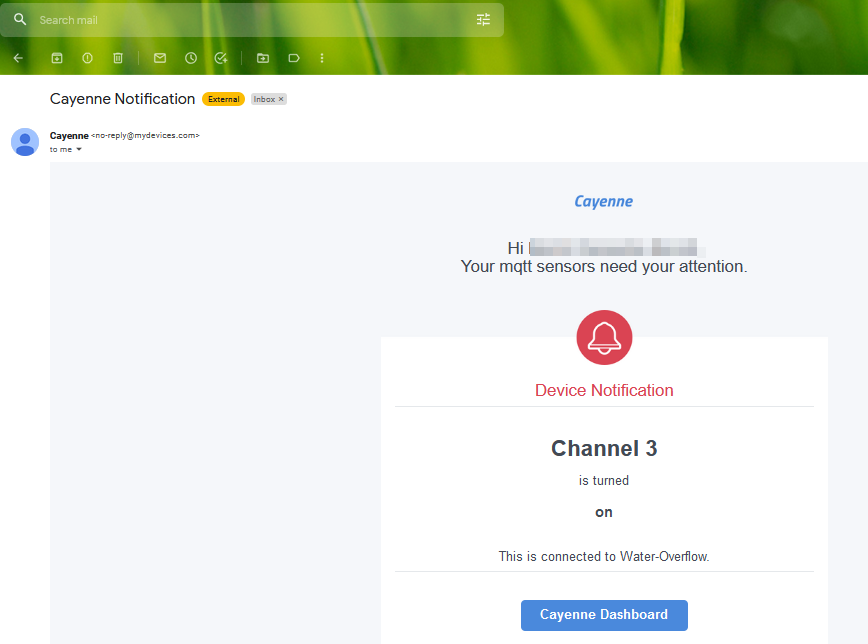 Search mail
Cayenne Notification External Inbox ×
Cayenne <no-reply@mydevices.com>
to me
Cayenne
Hi
Your mqtt sensors need your attention.
Device Notification
Channel 3
is turned
on
This is connected to Water-Overflow.
Cayenne Dashboard